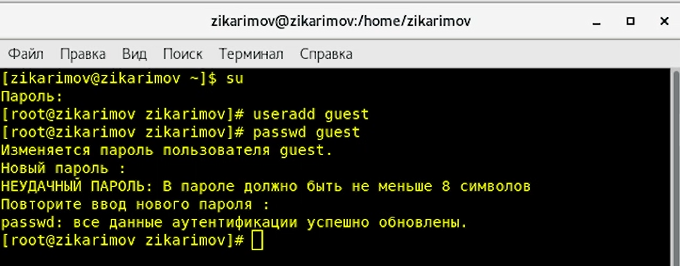 zikarimov@zikarimov:/home/zikarimov
Файл Правка Вид Поиск Терминал Справка
[zikarimov@zikarimov ~]$ su
Пароль:
[root@zikarimov zikarimov]# useradd guest
[root@zikarimov zikarimov]# passwd guest
Изменяется пароль пользователя guest.
Новый пароль :
НЕУДАЧНЫЙ ПАРОЛЬ: В пароле должно быть не меньше 8 символов
Повторите ввод нового пароля :
passwd: все данные аутентификации успешно обновлены.
[root@zikarimov zikarimov]#